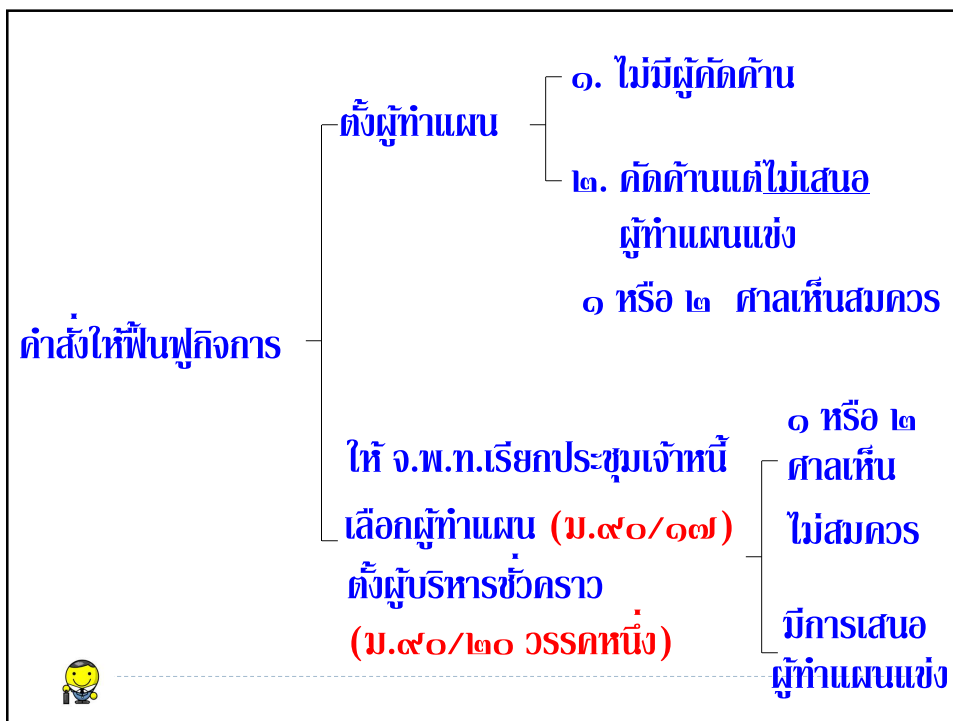 ๑. ไม่มีผู้คัดค้าน
ตั้งผู้ทำแผน
๒. คัดค้านแต่ไม่เสนอ
ผู้ทำแผนแข่ง
๑ หรือ ๒ ศาลเห็นสมควร
คำสั่งให้ฟื้นฟูกิจการ
ให้ จ.พ.ท.เรียกประชุมเจ้าหนี้
เลือกผู้ทำแผน (ม.๙๐/๑๗)
ตั้งผู้บริหารชั่วคราว
(ม.๙๐/๒๐ วรรคหนึ่ง)
๑ หรือ ๒
ศาลเห็น
ไม่สมควร
มีการเสนอ
ผู้ทำแผนแข่ง